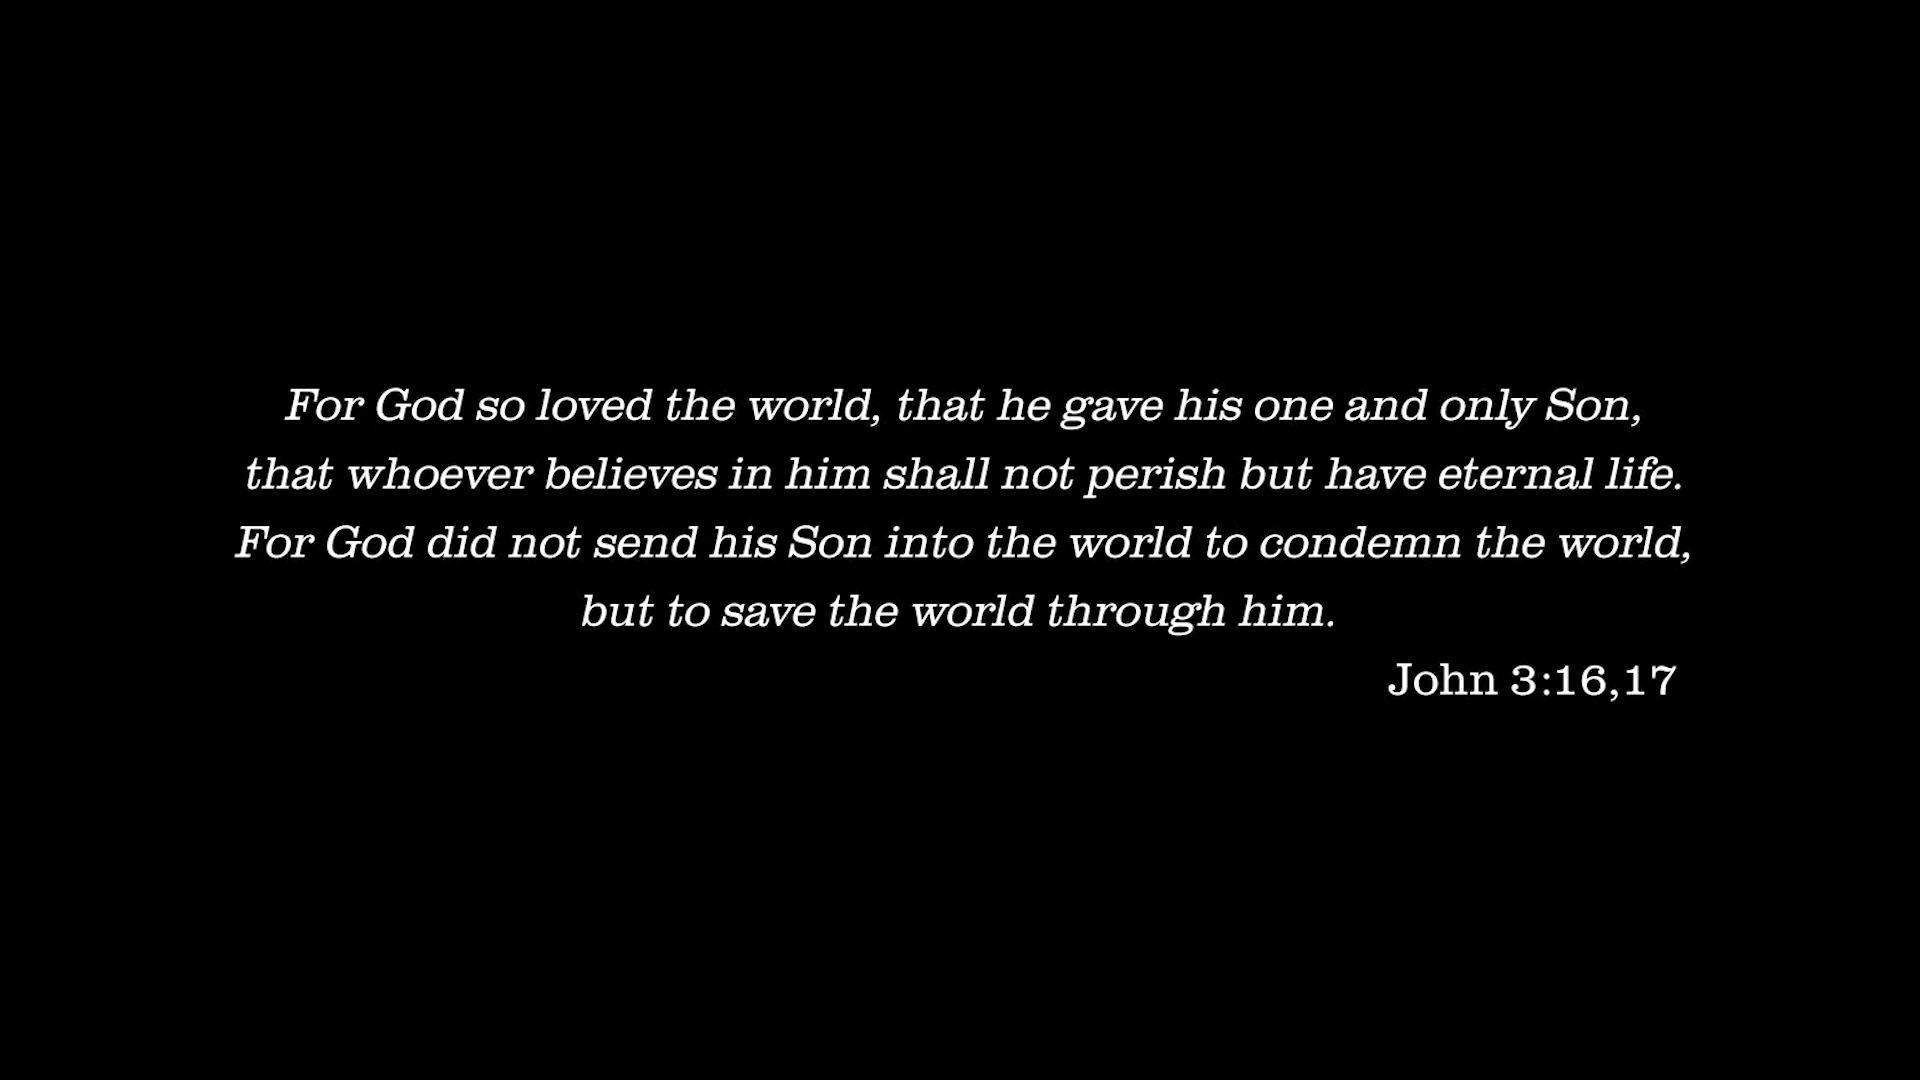 For God so loved the world, that he gave his one and only Son,
that whoever believes in him shall not perish but have eternal life.
For God did not send his Son into the world to condemn the world,
but to save the world through him.
John 3:16,17